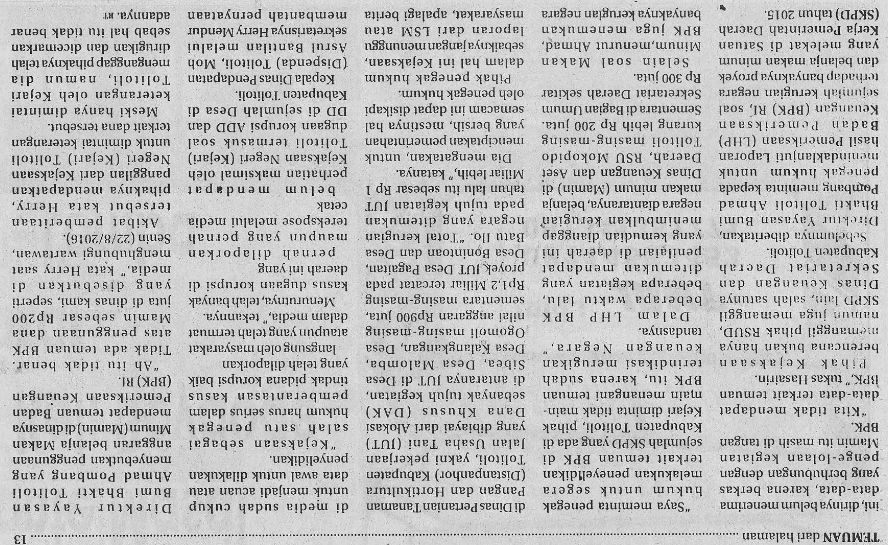 TEMUAN dari halaman 13
ini, dirinya belum menerima
data-data, karena berkas
yang berhubungan dengan
penge-lolaan kegiatan
Mamin itu masih di tangan
BPK.
"Kita tidak mendapat
data-data terkait temuan
BPK," tukas Hasarin.
Pihak Kejaksaan
berencana bukan hanya
memanggil pihak RSUD,
namun juga memanggil
SKPD lain, salah satunya
Dinas Keuangan dan
Sekretariat Daerah
Kabupaten Tolitoli.
Sebelumnya diberitakan,
Direktur Yayasan Bumi
Bhakti Tolitoli Ahmad
Pombang meminta kepada
penegak hukum untuk
menindaklanjuti Laporan
hasil Pemeriksaan (LHP)
Badan Pemeriksaan
Keuangan (BPK) RI, soal
sejumlah kerugian negara
terhadap banyaknya proyek
dan belanja makan minum
yang melekat di Satuan
Kerja Pemerintah Daerah
(SKPD) tahun 2015.
"Saya meminta penegak
hukum untuk segera
melakukan penyelidikan
terkait temuan BPK di
sejumlah SKPD yang ada di
Kabupaten Tolitoli, pihak
Kejari diminta tidak main-
main menangani temuan
BPK itu, karena sudah
terindikasi merugikan
keuangan Negara,"
tandasnya.
Dalam LHP BPK
beberapa waktu lalu,
beberapa kegiatan yang
ditemukan mendapat
penilaian di daerah ini
yang kemudian dianggap
menimbulkan kerugian
negara diantaranya, belanja
makan minum (Mamin) di
Dinas Keuangan dan Aset
Daerah, RSU Mokopido
Tolitoli masing-masing
kurang lebih Rp 200 juta.
Sementara di Bagian Umum
Sekretariat Daerah sekitar
Rp 300 juta.
Selain soal Makan
Minum, menurut Ahmad,
BPK juga menemukan
banyaknya kerugian negara
di Dinas Pertanian Tanaman
Pangan dan Hortikultura
(Distanpanhor) Kabupaten
Tolitoli, yakni pekerjaan
Jalan Usaha Tani (JUT)
yang dibiayai dari Alokasi
Dana Khusus (DAK)
sebanyak tujuh kegiatan,
di antaranya JUT di Desa
Sibea, Desa Malomba,
Desa Kalangkangan, Desa
Ogomoli masing-masing
nilai anggaran Rp900 juta,
sementara masing-masing
Rp1,2 Miliar tercatat pada
proyek JUT Desa Pagaitan,
Desa Bonintoan dan Desa
Batu Ilo. "Total kerugian
negara yang ditemukan
pada tujuh kegiatan JUT
tahun lalu itu sebesar Rp 1
Miliar lebih," katanya.
Dia mengatakan, untuk
menciptakan pemerintahan
yang bersih, mestinya hal
semacam ini dapat disikapi
oleh penegak hukum.
Pihak penegak hukum
dalam hal ini Kejaksaan,
sebaiknya jangan menunggu
laporan dari LSM atau
masyarakat, apalagi berita
di media sudah cukup
untuk menjadi acuan atau
data awal untuk dilakukan
penyelidikan.
"Kejaksaan sebagai
salah satu penegak
hukum harus serius dalam
pemberantasan kasus
tindak pidana korupsi baik
yang telah dilaporkan
langsung oleh masyarakat
ataupun yang telah termuat
dalam media," tekannya.
Menurutnya, telah banyak
kasus dugaan korupsi di
daerah ini yang
pernah dilaporkan
maupun yang pernah
terekspose melalui media
cetak
belum mendapat
perhatian maksimal oleh
Kejaksaan Negeri (Kejari)
Tolitoli termasuk soal
dugaan korupsi ADD dan
DD di sejumlah Desa di
Kabupaten Tolitoli.
Kepala Dinas Pendapatan
(Dispenda) Tolitoli, Moh
Asrul Bantilan melalui
sekretarisnya Herry Mendur
membantah pernyataan
Direktur Yayasan
Bumi Bhakti Tolitoli
Ahmad Pombang yang
menyebutkan penggunaan
anggaran belanja Makan
Minum (Mamin) di dinasnya
mendapat temuan Badan
Pemeriksaan Keuangan
(BPK) RI.
"Ah itu tidak benar.
Tidak ada temuan BPK
atas penggunaan dana
Mamin sebesar Rp200
juta di dinas kami, seperti
yang disebutkan di
media," kata Herry saat
menghubungi wartawan,
Senin (22/8/2016).
Akibat pemberitaan
tersebut kata Herry,
pihaknya mendapatkan
panggilan dari Kejaksaan
Negeri (Kejari) Tolitoli
untuk dimintai keterangan
terkait dana tersebut.
Meski hanya dimintai
keterangan oleh Kejari
Tolitoli, namun dia
menganggap pihaknya telah
dirugikan dan dicemarkan
sebab hal itu tidak benar
adannya.